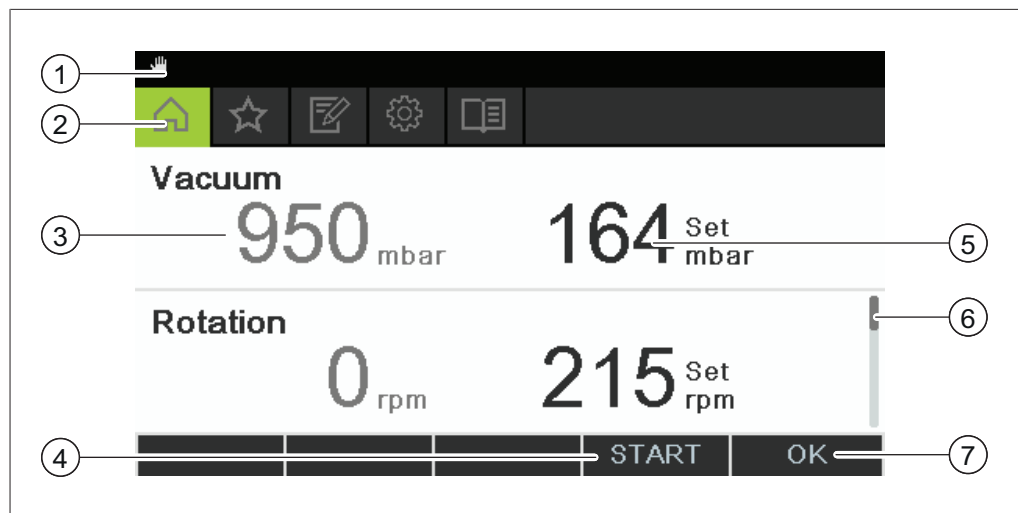 1
2
Vacuum
3
950 mbar
164 Set mbar
5
Rotation
6
0 rpm
215 Set rpm
4
START
OK
7